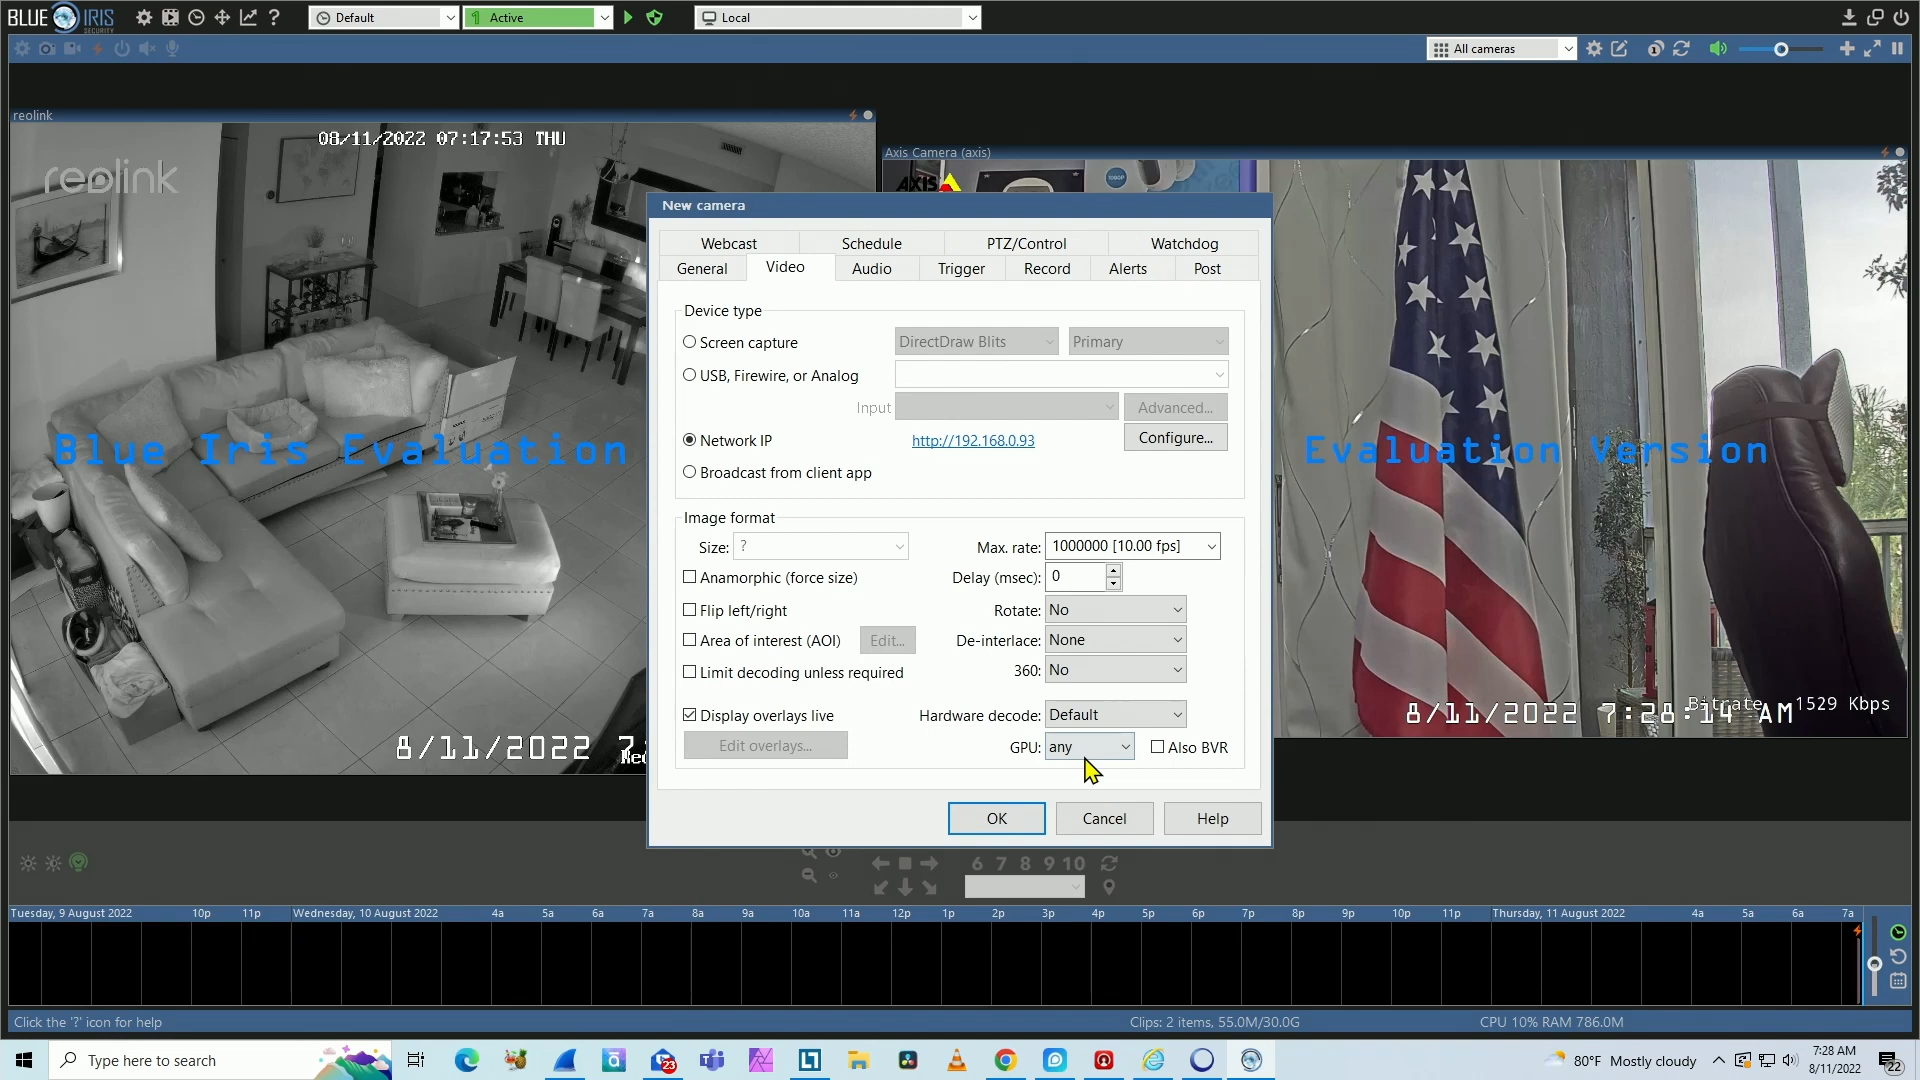 BLUE IRIS
SECURITY
Default
1 Active
Local
All cameras
reolink
08/11/2022 07:17:53 THU
reolink
Axis Camera (axis)
AXIS
New camera
Webcast Schedule PTZ/Control Watchdog
General Video Audio Trigger Record Alerts Post
Device type
Screen capture DirectDraw Blits Primary
USB, Firewire, or Analog
Input Advanced...
Network IP http://192.168.0.93 Configure...
Broadcast from client app
Blue Iris Evaluation
Evaluation Version
Image format
Size: ? Max. rate: 1000000 [10.00 fps]
Anamorphic (force size) Delay (msec): 0
Flip left/right Rotate: No
Area of interest (AOI) Edit... De-interlace: None
Limit decoding unless required 360: No
Display overlays live Hardware decode: Default
Edit overlays... GPU: any Also BVR
OK Cancel Help
8/11/2022 7:
Bitrate 1529 Kbps
8/11/2022 7:28:14 AM
6 7 8 9 10
Tuesday, 9 August 2022 10p 11p Wednesday, 10 August 2022 4a 5a 6a 7a 8a 9a 10a 11a 12p 1p 2p 3p 4p 5p 6p 7p 8p 9p 10p 11p Thursday, 11 August 2022 4a 5a 6a 7a
Click the '?' icon for help Clips: 2 items, 55.0M/30.0G CPU 10% RAM 786.0M
Type here to search
23
80°F Mostly cloudy
7:28 AM
8/11/2022
22